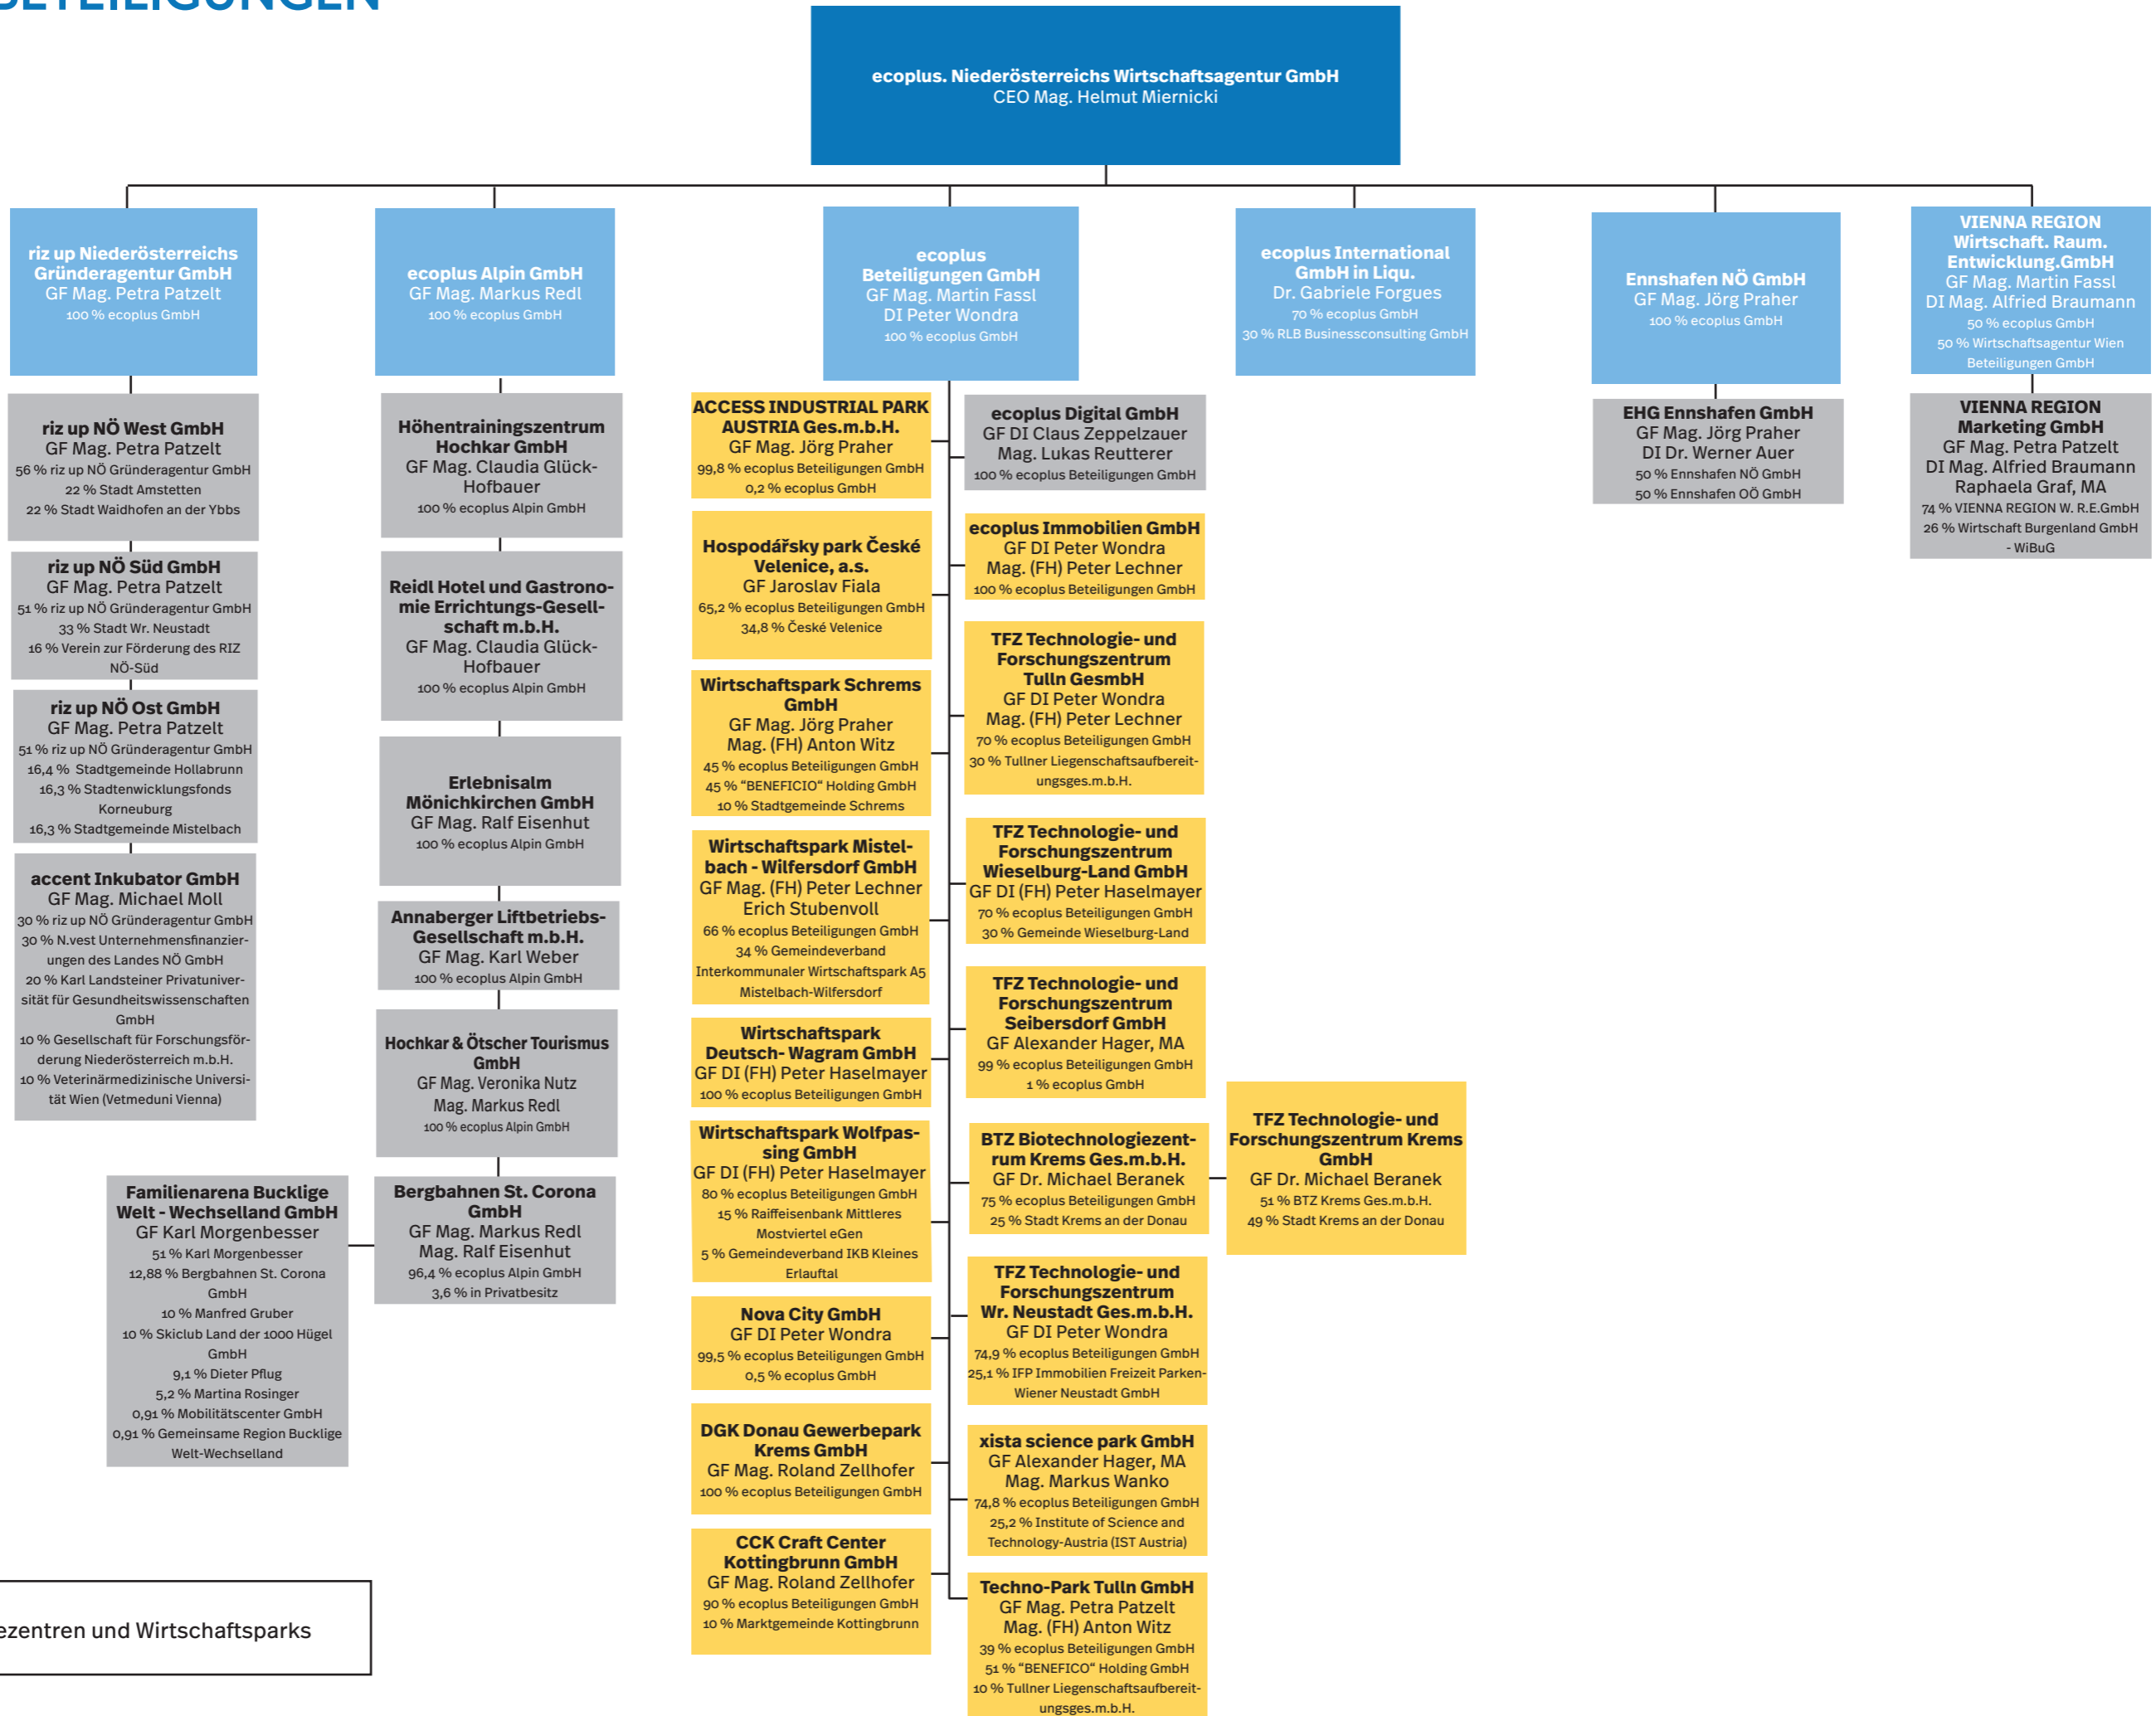 BETEILIGUNGEN
ecoplus. Niederösterreichs Wirtschaftsagentur GmbH
CEO Mag. Helmut Miernicki
riz up Niederösterreichs
Gründeragentur GmbH
GF Mag. Petra Patzelt
100 % ecoplus GmbH
riz up NÖ West GmbH
GF Mag. Petra Patzelt
56 % riz up NÖ Gründeragentur GmbH
22 % Stadt Amstetten
22 % Stadt Waidhofen an der Ybbs
riz up NÖ Süd GmbH
GF Mag. Petra Patzelt
51 % riz up NÖ Gründeragentur GmbH
33 % Stadt Wr. Neustadt
16 % Verein zur Förderung des RIZ
NÖ-Süd
riz up NÖ Ost GmbH
GF Mag. Petra Patzelt
51 % riz up NÖ Gründeragentur GmbH
16,4 % Stadtgemeinde Hollabrunn
16,3 % Stadtenwicklungsfonds
Korneuburg
16,3 % Stadtgemeinde Mistelbach
accent Inkubator GmbH
GF Mag. Michael Moll
30 % riz up NÖ Gründeragentur GmbH
30 % N.vest Unternehmensfinanzier-
ungen des Landes NÖ GmbH
20 % Karl Landsteiner Privatuniver-
sität für Gesundheitswissenschaften
GmbH
10 % Gesellschaft für Forschungsför-
derung Niederösterreich m.b.H.
10 % Veterinärmedizinische Universi-
tät Wien (Vetmeduni Vienna)
ecoplus Alpin GmbH
GF Mag. Markus Redl
100 % ecoplus GmbH
Höhentrainingszentrum
Hochkar GmbH
GF Mag. Claudia Glück-
Hofbauer
100 % ecoplus Alpin GmbH
Reidl Hotel und Gastrono-
mie Errichtungs-Gesell-
schaft m.b.H.
GF Mag. Claudia Glück-
Hofbauer
100 % ecoplus Alpin GmbH
Erlebnisalm
Mönichkirchen GmbH
GF Mag. Ralf Eisenhut
100 % ecoplus Alpin GmbH
Annaberger Liftbetriebs-
Gesellschaft m.b.H.
GF Mag. Karl Weber
100 % ecoplus Alpin GmbH
Hochkar & Ötscher Tourismus
GmbH
GF Mag. Veronika Nutz
Mag. Markus Redl
100 % ecoplus Alpin GmbH
Bergbahnen St. Corona
GmbH
GF Mag. Markus Redl
Mag. Ralf Eisenhut
96,4 % ecoplus Alpin GmbH
3,6 % in Privatbesitz
Familienarena Bucklige
Welt - Wechselland GmbH
GF Karl Morgenbesser
51 % Karl Morgenbesser
12,88 % Bergbahnen St. Corona
GmbH
10 % Manfred Gruber
10 % Skiclub Land der 1000 Hügel
GmbH
9,1 % Dieter Pflug
5,2 % Martina Rosinger
0,91 % Mobilitätscenter GmbH
0,91 % Gemeinsame Region Bucklige
Welt-Wechselland
ecoplus
Beteiligungen GmbH
GF Mag. Martin Fassl
DI Peter Wondra
100 % ecoplus GmbH
ACCESS INDUSTRIAL PARK
AUSTRIA Ges.m.b.H.
GF Mag. Jörg Praher
99,8 % ecoplus Beteiligungen GmbH
0,2 % ecoplus GmbH
Hospodářsky park České
Velenice, a.s.
GF Jaroslav Fiala
65,2 % ecoplus Beteiligungen GmbH
34,8 % České Velenice
Wirtschaftspark Schrems
GmbH
GF Mag. Jörg Praher
Mag. (FH) Anton Witz
45 % ecoplus Beteiligungen GmbH
45 % "BENEFICIO“ Holding GmbH
10 % Stadtgemeinde Schrems
Wirtschaftspark Mistel-
bach - Wilfersdorf GmbH
GF Mag. (FH) Peter Lechner
Erich Stubenvoll
66 % ecoplus Beteiligungen GmbH
34 % Gemeindeverband
Interkommunaler Wirtschaftspark A5
Mistelbach-Wilfersdorf
Wirtschaftspark
Deutsch- Wagram GmbH
GF DI (FH) Peter Haselmayer
100 % ecoplus Beteiligungen GmbH
Wirtschaftspark Wolfpas-
sing GmbH
GF DI (FH) Peter Haselmayer
80 % ecoplus Beteiligungen GmbH
15 % Raiffeisenbank Mittleres
Mostviertel eGen
5 % Gemeindeverband IKB Kleines
Erlauftal
Nova City GmbH
GF DI Peter Wondra
99,5 % ecoplus Beteiligungen GmbH
0,5 % ecoplus GmbH
DGK Donau Gewerbepark
Krems GmbH
GF Mag. Roland Zellhofer
100 % ecoplus Beteiligungen GmbH
CCK Craft Center
Kottingbrunn GmbH
GF Mag. Roland Zellhofer
90 % ecoplus Beteiligungen GmbH
10 % Marktgemeinde Kottingbrunn
ecoplus Digital GmbH
GF DI Claus Zeppelzauer
Mag. Lukas Reutterer
100 % ecoplus Beteiligungen GmbH
ecoplus Immobilien GmbH
GF DI Peter Wondra
Mag. (FH) Peter Lechner
100 % ecoplus Beteiligungen GmbH
TFZ Technologie- und
Forschungszentrum
Tulln GesmbH
GF DI Peter Wondra
Mag. (FH) Peter Lechner
70 % ecoplus Beteiligungen GmbH
30 % Tullner Liegenschaftsaufbereit-
ungsges.m.b.H.
TFZ Technologie- und
Forschungszentrum
Wieselburg-Land GmbH
GF DI (FH) Peter Haselmayer
70 % ecoplus Beteiligungen GmbH
30 % Gemeinde Wieselburg-Land
TFZ Technologie- und
Forschungszentrum
Seibersdorf GmbH
GF Alexander Hager, MA
99 % ecoplus Beteiligungen GmbH
1 % ecoplus GmbH
BTZ Biotechnologiezent-
rum Krems Ges.m.b.H.
GF Dr. Michael Beranek
75 % ecoplus Beteiligungen GmbH
25 % Stadt Krems an der Donau
TFZ Technologie- und
Forschungszentrum Krems
GmbH
GF Dr. Michael Beranek
51 % BTZ Krems Ges.m.b.H.
49 % Stadt Krems an der Donau
TFZ Technologie- und
Forschungszentrum
Wr. Neustadt Ges.m.b.H.
GF DI Peter Wondra
74,9 % ecoplus Beteiligungen GmbH
25,1 % IFP Immobilien Freizeit Parken-
Wiener Neustadt GmbH
xista science park GmbH
GF Alexander Hager, MA
Mag. Markus Wanko
74,8 % ecoplus Beteiligungen GmbH
25,2 % Institute of Science and
Technology-Austria (IST Austria)
Techno-Park Tulln GmbH
GF Mag. Petra Patzelt
Mag. (FH) Anton Witz
39 % ecoplus Beteiligungen GmbH
51 % "BENEFICO“ Holding GmbH
10 % Tullner Liegenschaftsaufbereit-
ungsges.m.b.H.
ecoplus International
GmbH in Liqu.
Dr. Gabriele Forgues
70 % ecoplus GmbH
30 % RLB Businessconsulting GmbH
Ennshafen NÖ GmbH
GF Mag. Jörg Praher
100 % ecoplus GmbH
EHG Ennshafen GmbH
GF Mag. Jörg Praher
DI Dr. Werner Auer
50 % Ennshafen NÖ GmbH
50 % Ennshafen OÖ GmbH
VIENNA REGION
Wirtschaft. Raum.
Entwicklung.GmbH
GF Mag. Martin Fassl
DI Mag. Alfried Braumann
50 % ecoplus GmbH
50 % Wirtschaftsagentur Wien
Beteiligungen GmbH
VIENNA REGION
Marketing GmbH
GF Mag. Petra Patzelt
DI Mag. Alfried Braumann
Raphaela Graf, MA
74 % VIENNA REGION W. R.E.GmbH
26 % Wirtschaft Burgenland GmbH
- WiBuG
ezentren und Wirtschaftsparks